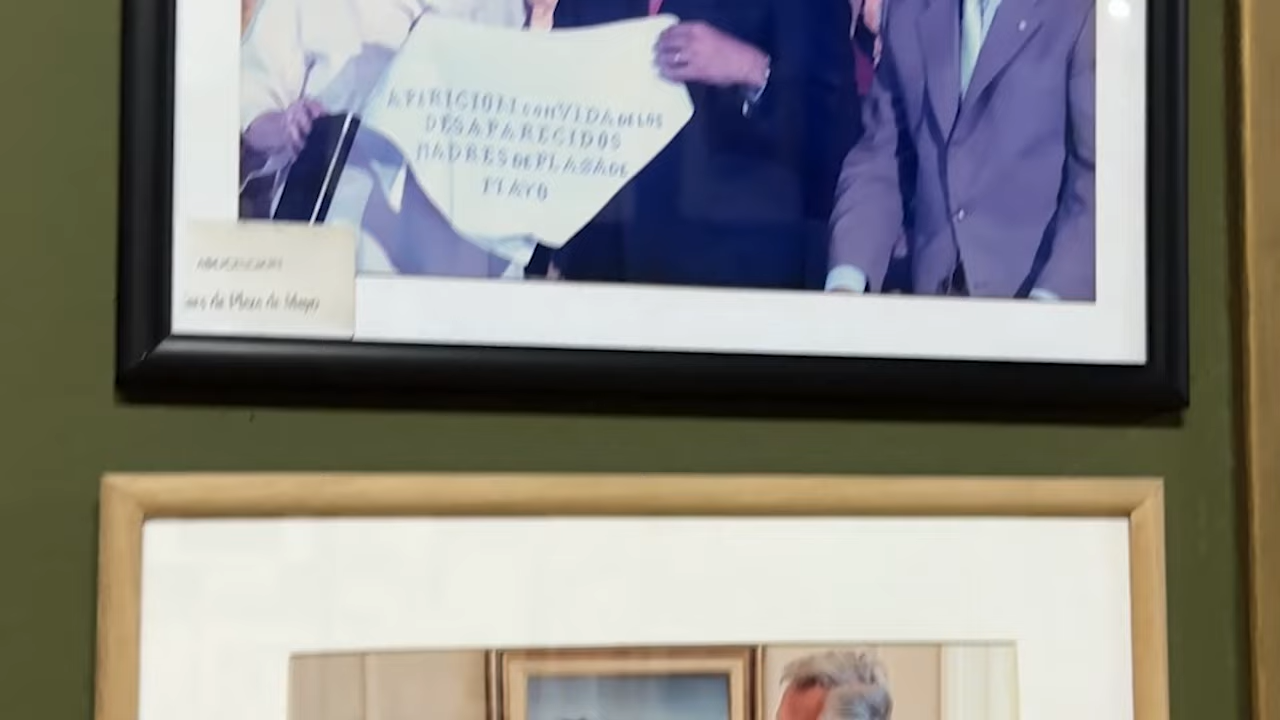 APARICION con VIDA de LOS
DESAPARECIDOS
MADRES DE PLAZA DE
MAYO
de Plaza de Mayo